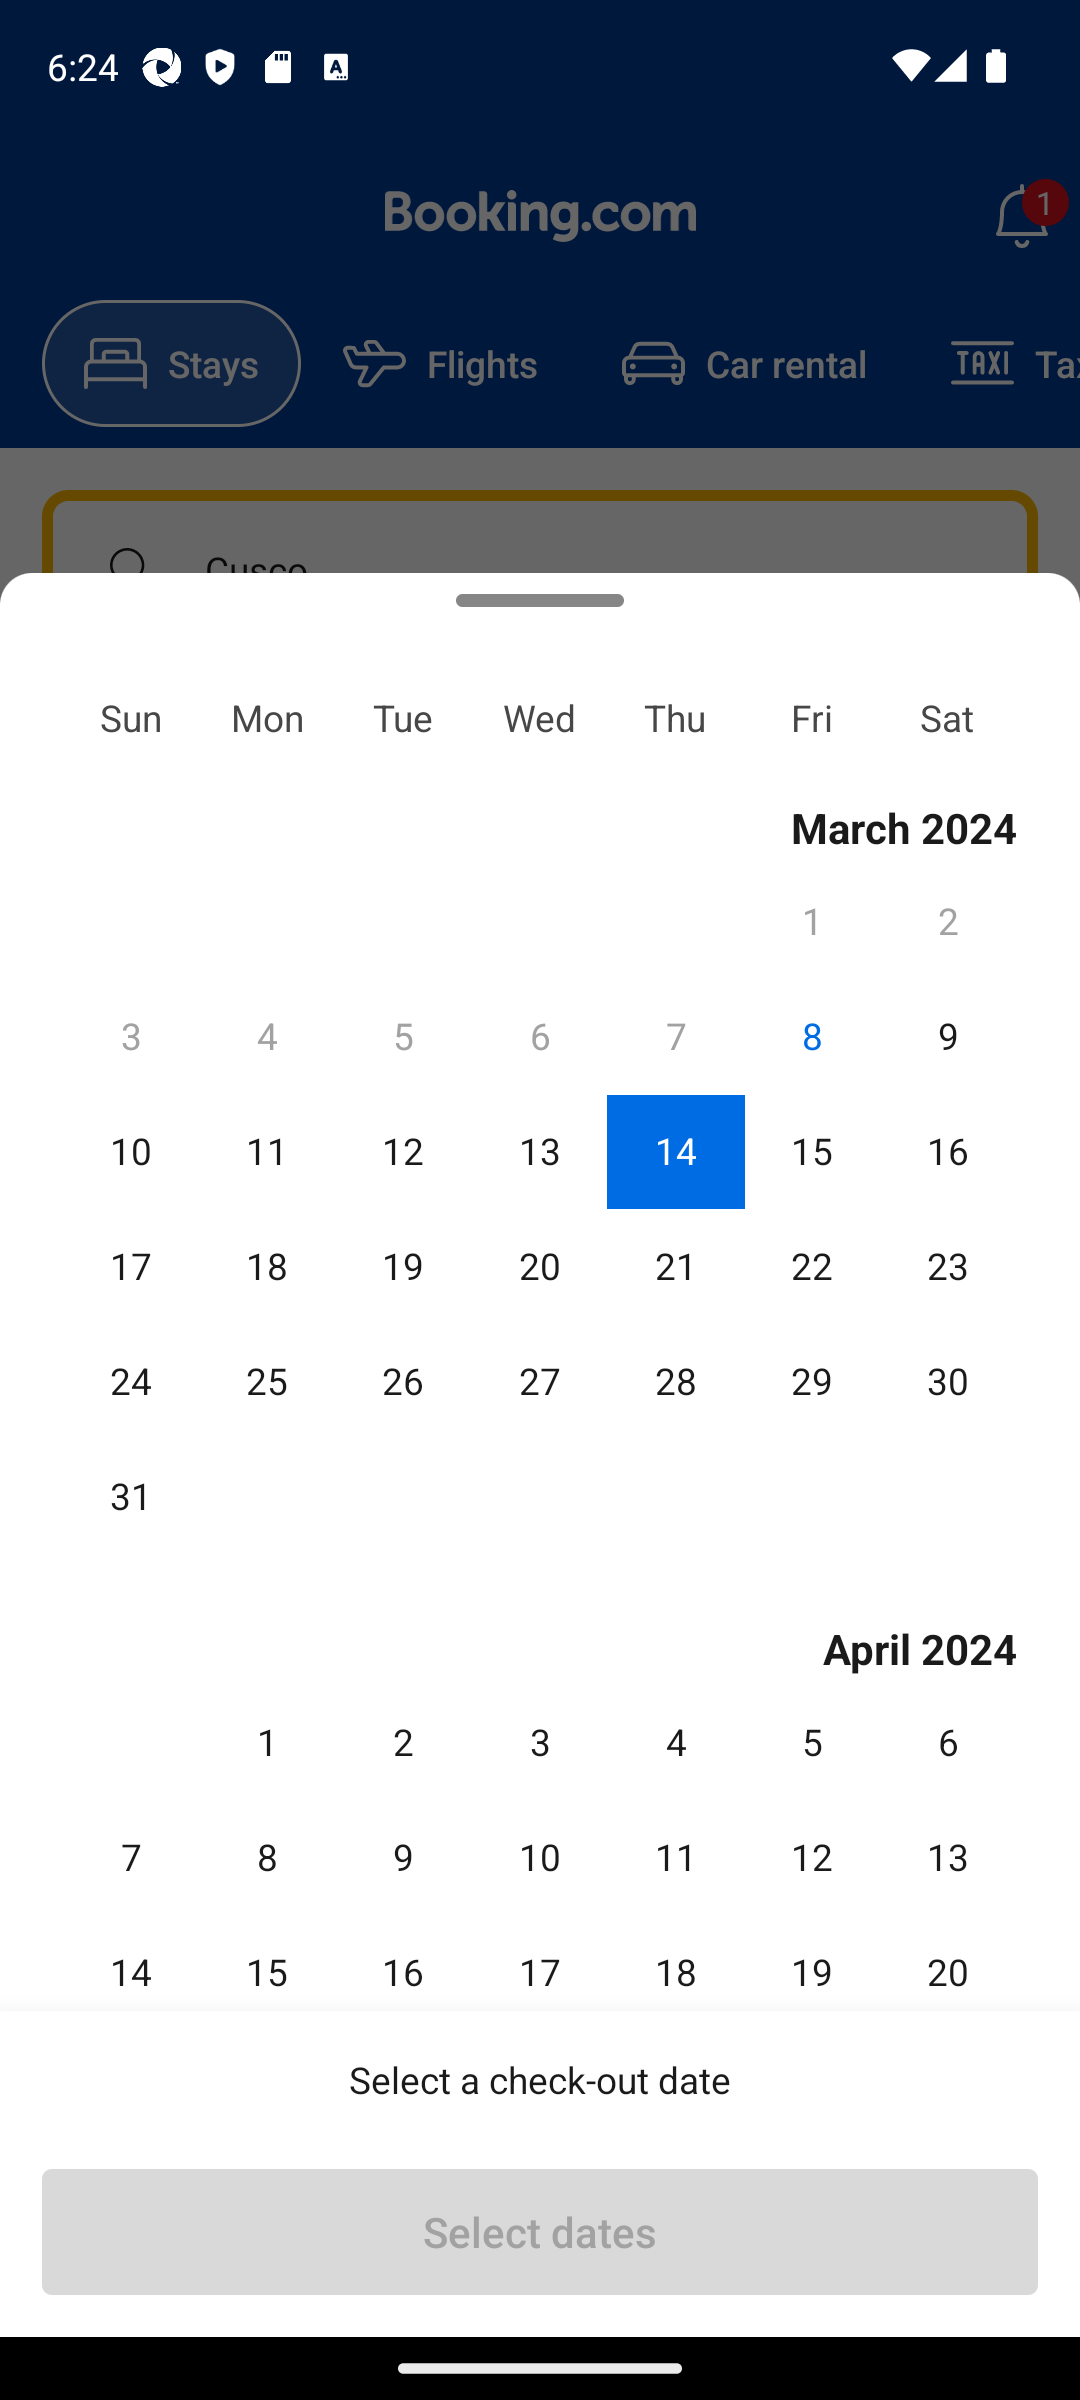 6:24
Booking.com
1
Stays Flights Car rental TAXI Tax
Cusco
Sun Mon Tue Wed Thu Fri Sat
March 2024
1 2
3 4 5 6 7 8 9
10 11 12 13 14 15 16
17 18 19 20 21 22 23
24 25 26 27 28 29 30
31
April 2024
1 2 3 4 5 6
7 8 9 10 11 12 13
14 15 16 17 18 19 20
Select a check-out date
Select dates